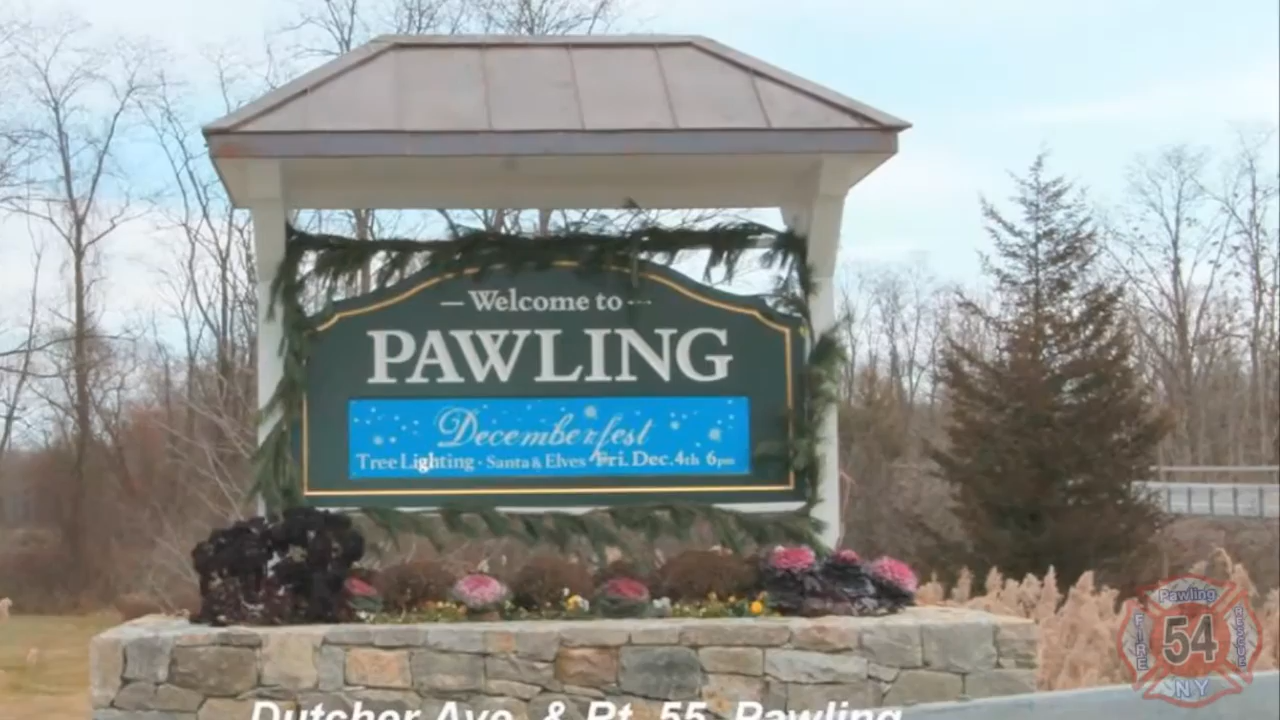 — Welcome to —
PAWLING
Decemberfest
Tree Lighting · Santa & Elves Fri. Dec. 4th 6pm
Pawling
FIRE
54
RESCUE
NY
Dutcher Ave. & Rt. 55, Pawling